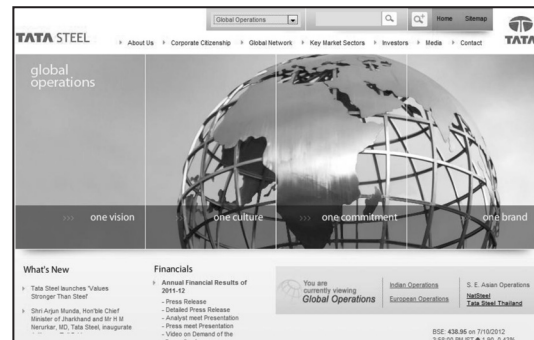 Global Operations
Home Sitemap
TATA STEEL
About Us Corporate Citizenship Global Network Key Market Sectors Investors Media Contact
TATA
global
operations
>>> one vision
>>> one culture
>>> one commitment
one brand
What's New
Tata Steel launches 'Values
Stronger Than Steel'
Shri Arjun Munda, Hon'ble Chief
Minister of Jharkhand and Mr H M
Nerurkar, MD, Tata Steel, inaugurate
Financials
Annual Financial Results of
2011-12
- Press Release
- Detailed Press Release
- Analyst meet Presentation
- Press meet Presentation
- Video on Demand of the
You are
currently viewing
Global Operations
Indian Operations
European Operations
S. E. Asian Operations
NatSteel
Tata Steel Thailand
BSE: 438.95 on 7/10/2012